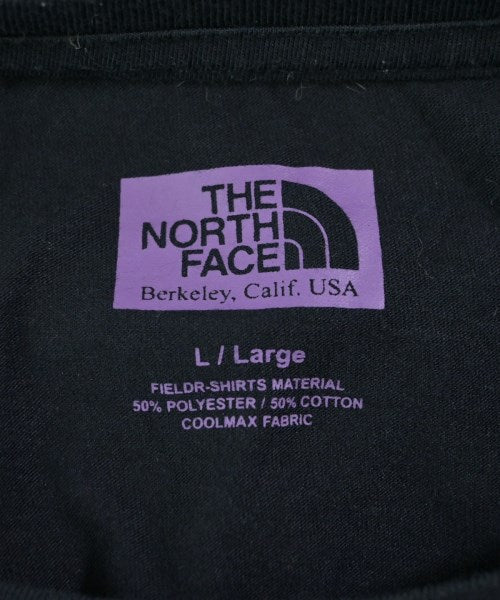 THE
NORTH
FACE
Berkeley, Calif. USA
L / Large
FIELDR-SHIRTS MATERIAL
50% POLYESTER / 50% COTTON
COOLMAX FABRIC